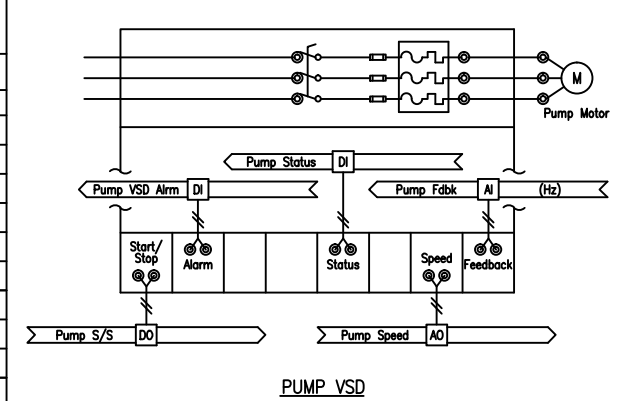 M
Pump Motor
Pump Status DI
Pump VSD Alrm DI
Pump Fdbk AI (Hz)
Start/
Stop
Alarm
Status
Speed
Feedback
Pump S/S DO
Pump Speed AO
PUMP VSD